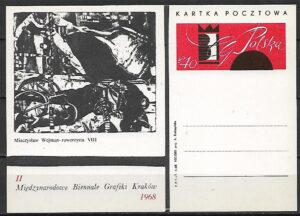 KARTKA POCZTOWA
40
Polska
Mieczysław Wejman-rowerzysta VIII
II
Międzynarodowe Biennale Grafiki Kraków
1968